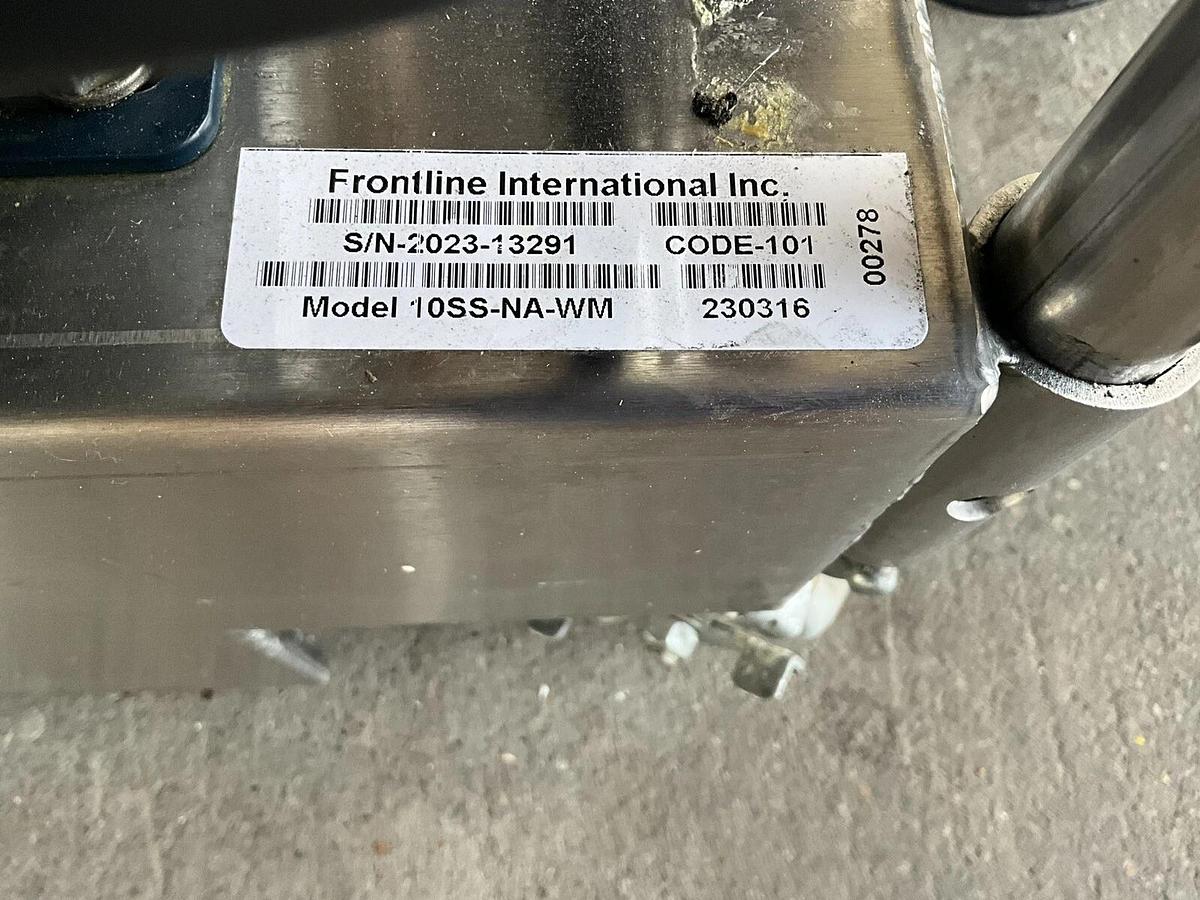 Frontline International Inc.
S/N-2023-13291 CODE-101
Model 10SS-NA-WM 230316
00278